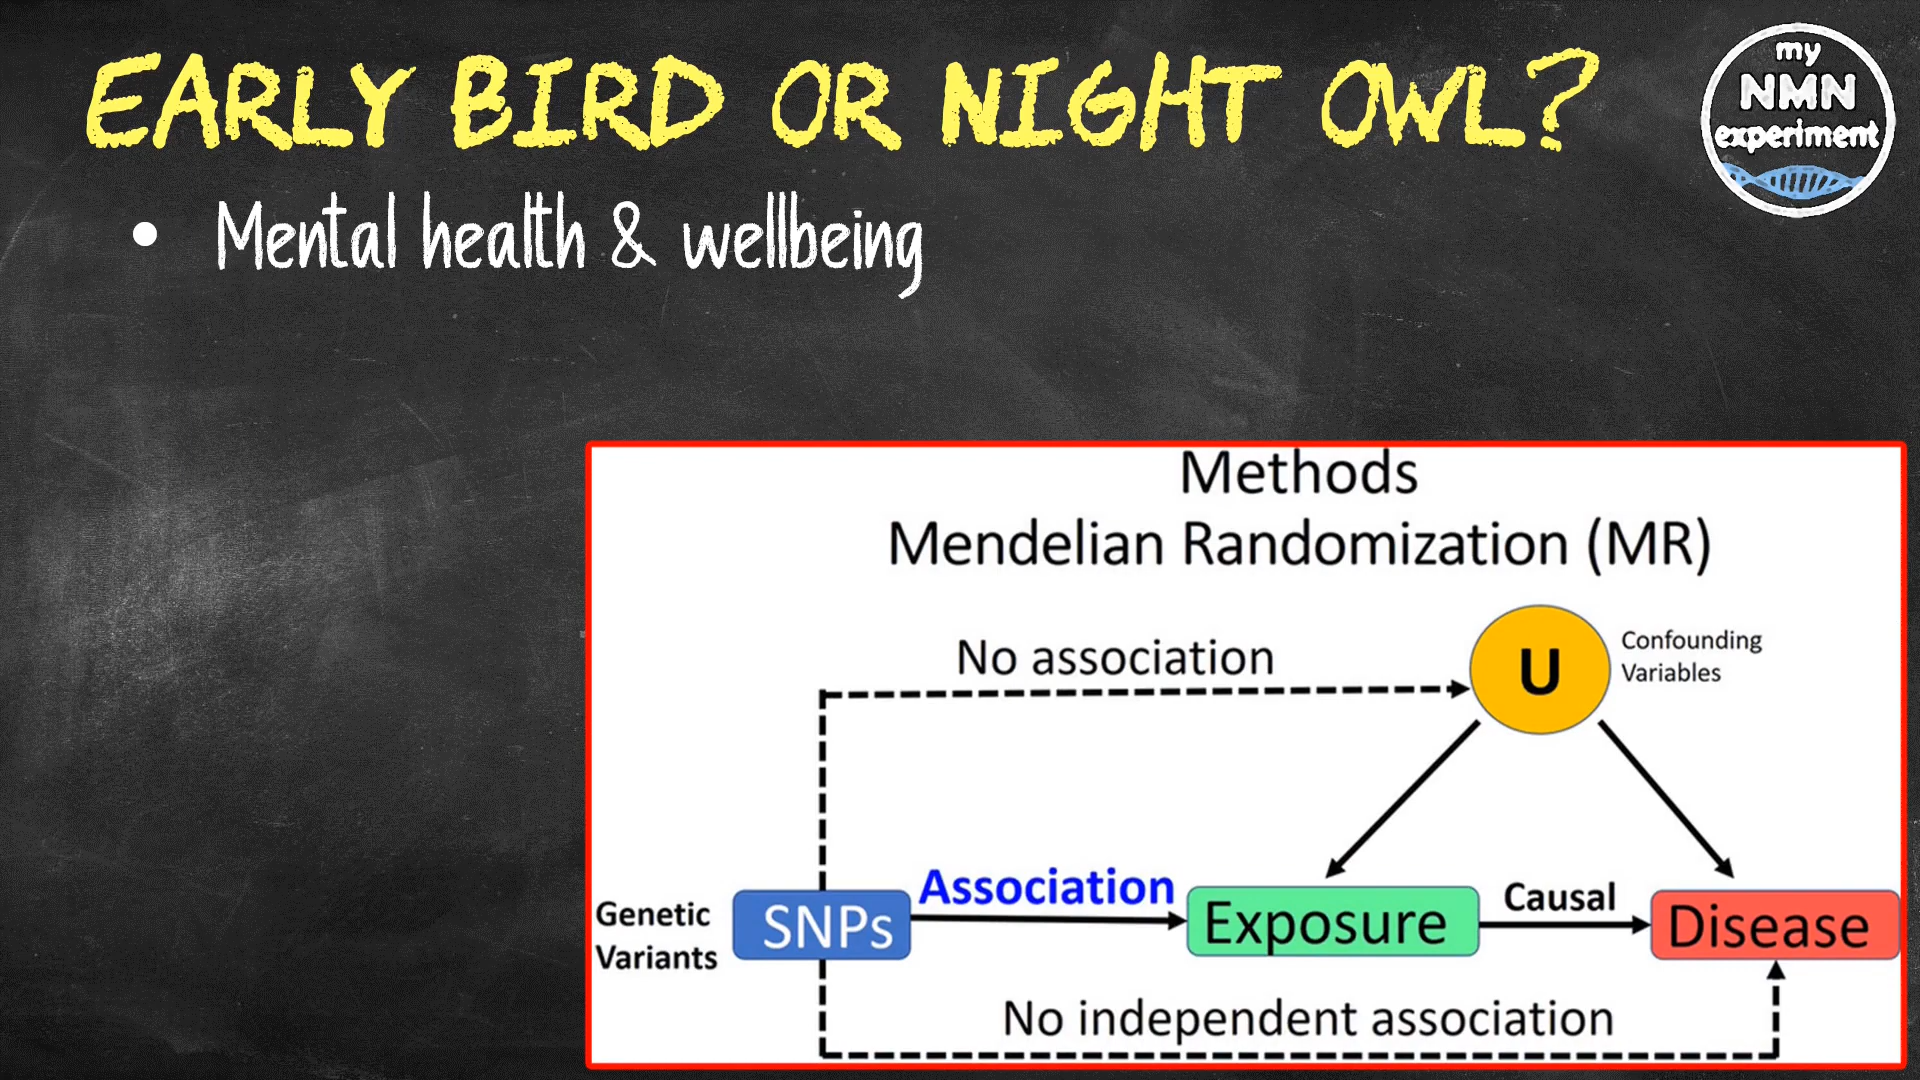 EARLY BIRD OR NIGHT OWL?
my
NMN
experiment
• Mental health & wellbeing
Methods
Mendelian Randomization (MR)
No association
U
Confounding
Variables
Genetic
Variants
SNPs
Association
Exposure
Causal
Disease
No independent association